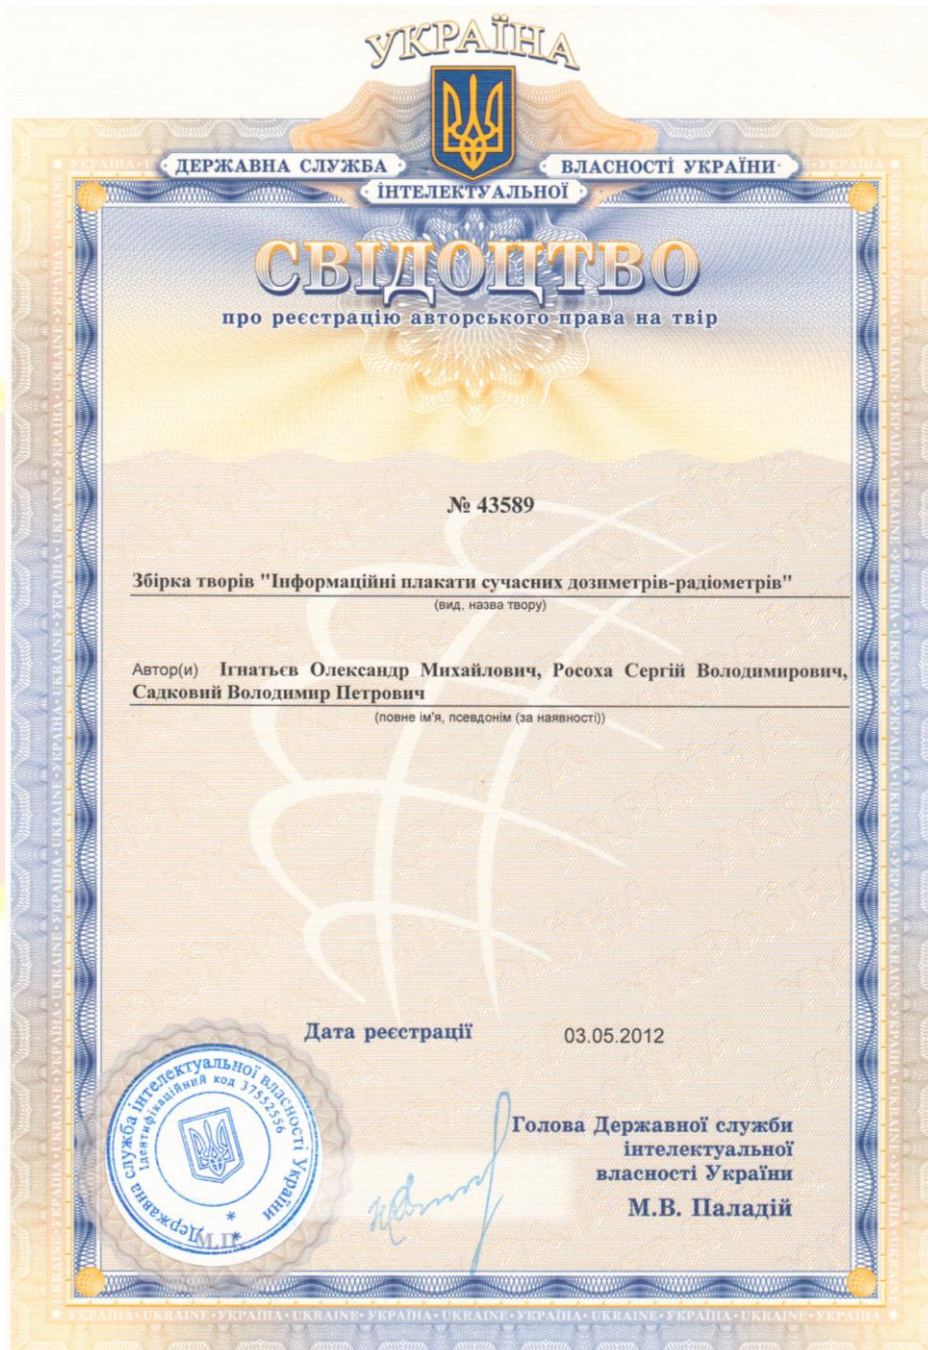 УКРАЇНА
ДЕРЖАВНА СЛУЖБА
ІНТЕЛЕКТУАЛЬНОЇ
ВЛАСНОСТІ УКРАЇНИ
СВІДОЦТВО
про реєстрацію авторського права на твір
№ 43589
Збірка творів "Інформаційні плакати сучасних дозиметрів-радіометрів"
(вид, назва твору)
Автор(и) Ігнатьєв Олександр Михайлович, Росоха Сергій Володимирович,
Садковий Володимир Петрович
(повне ім'я, псевдонім (за наявності))
Дата реєстрації 03.05.2012
Державна служба інтелектуальної власності України
Ідентифікаційний код 37552556
М.П.
Голова Державної служби
інтелектуальної
власності України
М.В. Паладій